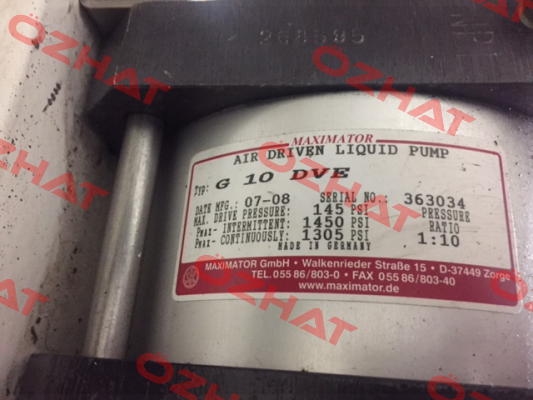 264595
MAXIMATOR
AIR DRIVEN LIQUID PUMP
TYP: G 10 DVE
DATE MFG.: 07-08 SERIAL NO.: 363034
MAX. DRIVE PRESSURE: 145 PSI PRESSURE
Pmax- INTERMITTENT: 1450 PSI RATIO
Pmax- CONTINUOUSLY: 1305 PSI 1:10
MADE IN GERMANY
MAXIMATOR GmbH • Walkenrieder Straße 15 • D-37449 Zorge
TEL. 055 86/803-0 • FAX 055 86/803-40
www.maximator.de
OZHAT
OZHAT
OZHAT
OZHAT
OZHAT
OZHAT
OZHAT